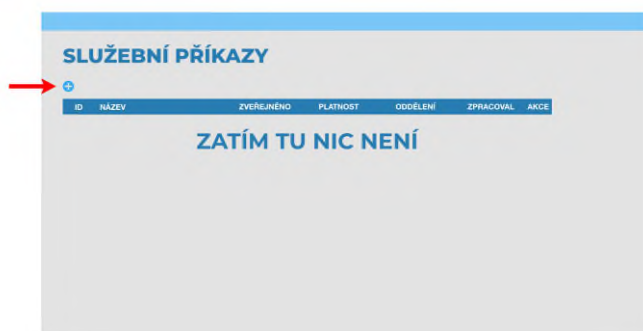 SLUŽEBNÍ PŘÍKAZY
ID NÁZEV ZVEŘEJNĚNO PLATNOST ODDĚLENÍ ZPRACOVAL AKCE
ZATÍM TU NIC NENÍ